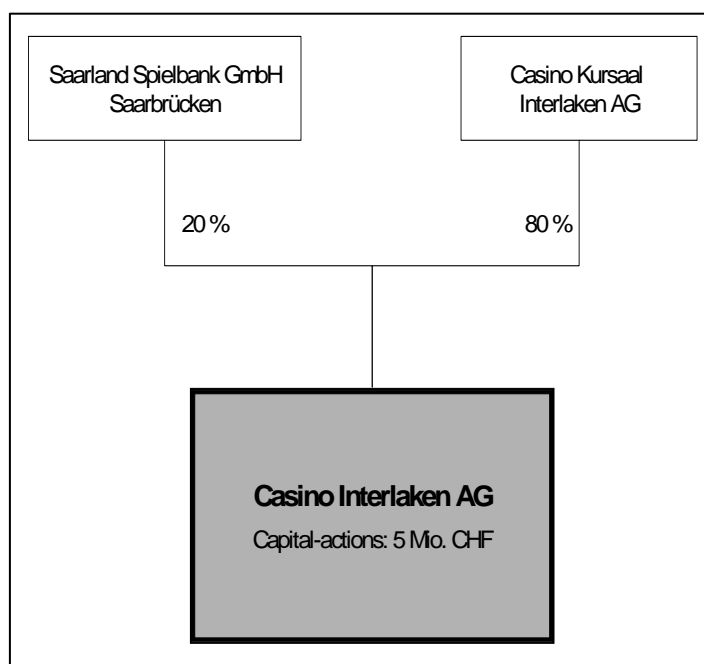 Saarland Spielbank GmbH
Saarbrücken
Casino Kursaal
Interlaken AG
20 %
80 %
Casino Interlaken AG
Capital-actions: 5 Mio. CHF